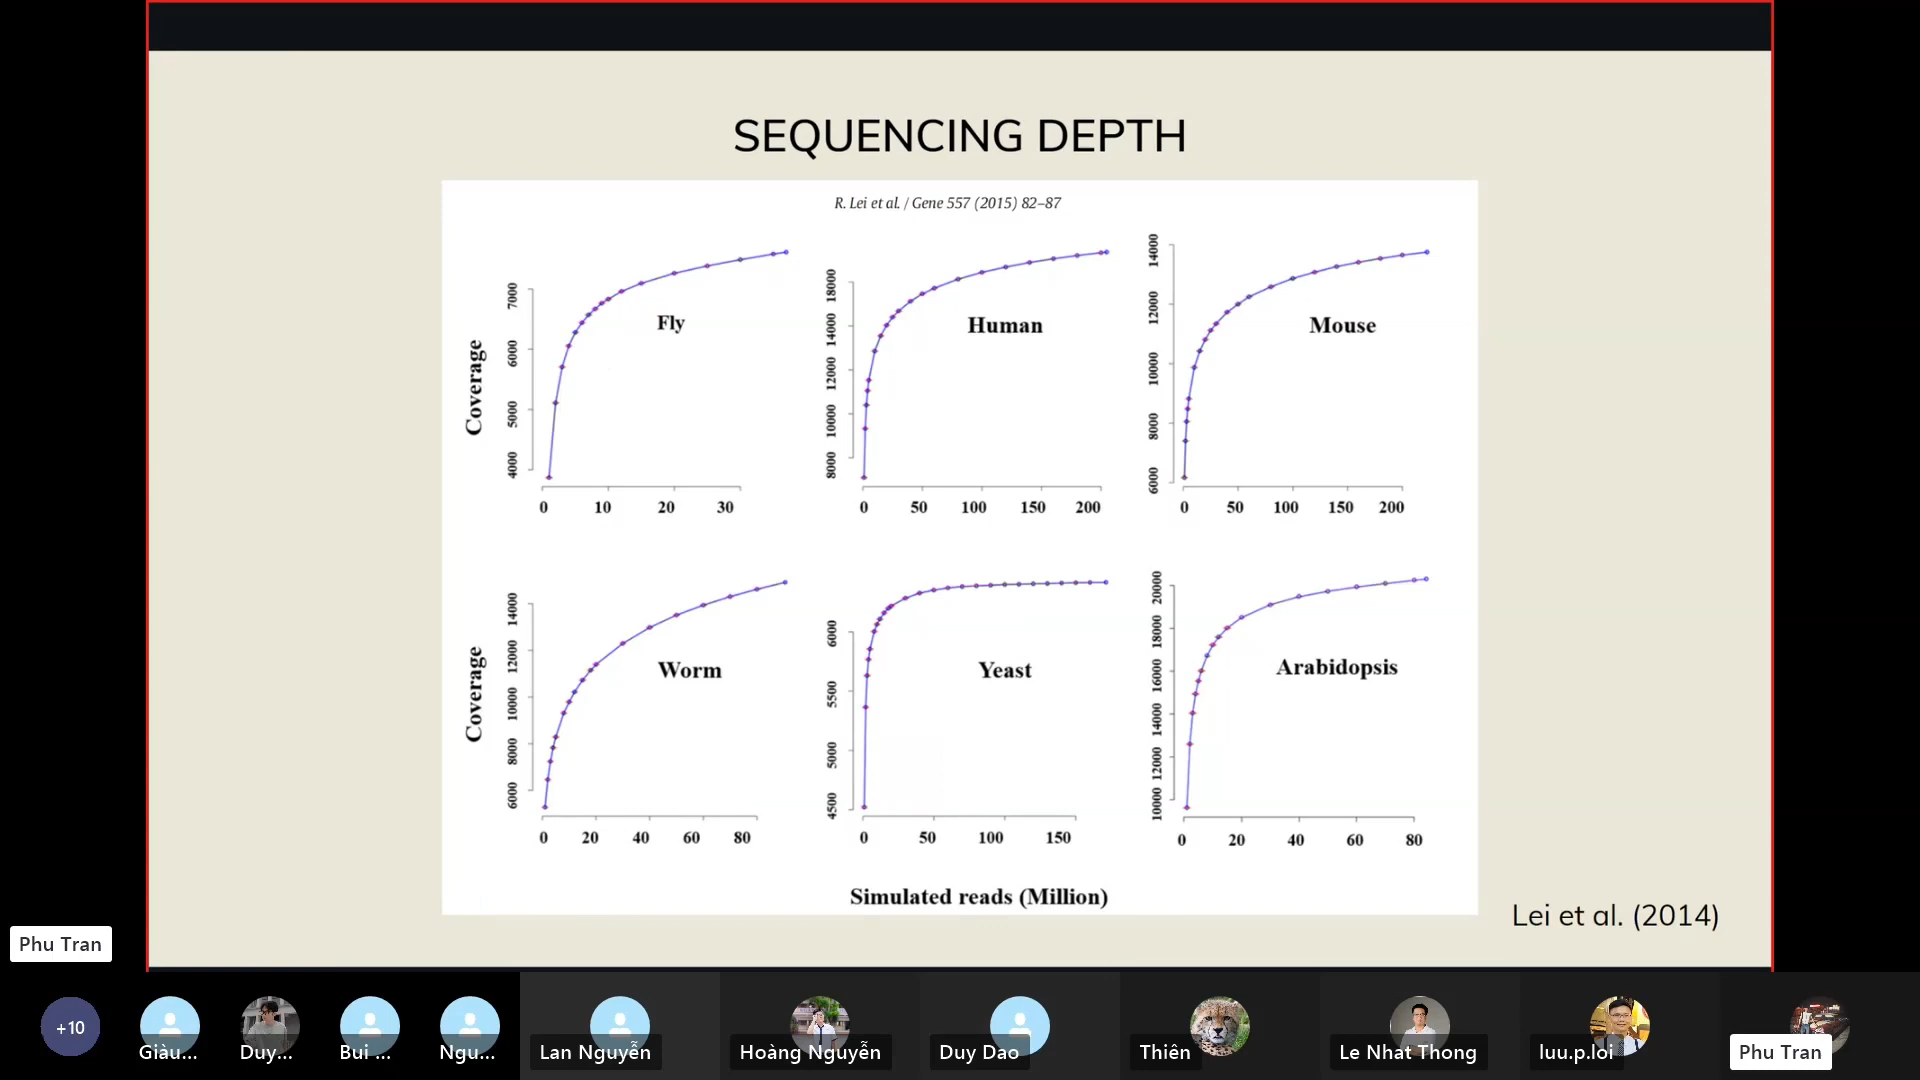 SEQUENCING DEPTH
R. Lei et al. / Gene 557 (2015) 82–87
Coverage
7000
6000
5000
4000
Fly
0 10 20 30
18000
14000
12000
10000
8000
Human
0 50 100 150 200
14000
12000
10000
8000
6000
Mouse
0 50 100 150 200
Coverage
14000
12000
10000
8000
6000
Worm
0 20 40 60 80
6000
5500
5000
4500
Yeast
0 50 100 150
20000
18000
16000
14000
12000
10000
Arabidopsis
0 20 40 60 80
Simulated reads (Million)
Lei et al. (2014)
Phu Tran
+10
Giàu...
Duy...
Bui ...
Ngu...
Lan Nguyễn
Hoàng Nguyễn
Duy Dao
Thiên
Le Nhat Thong
luu.p.loi
Phu Tran